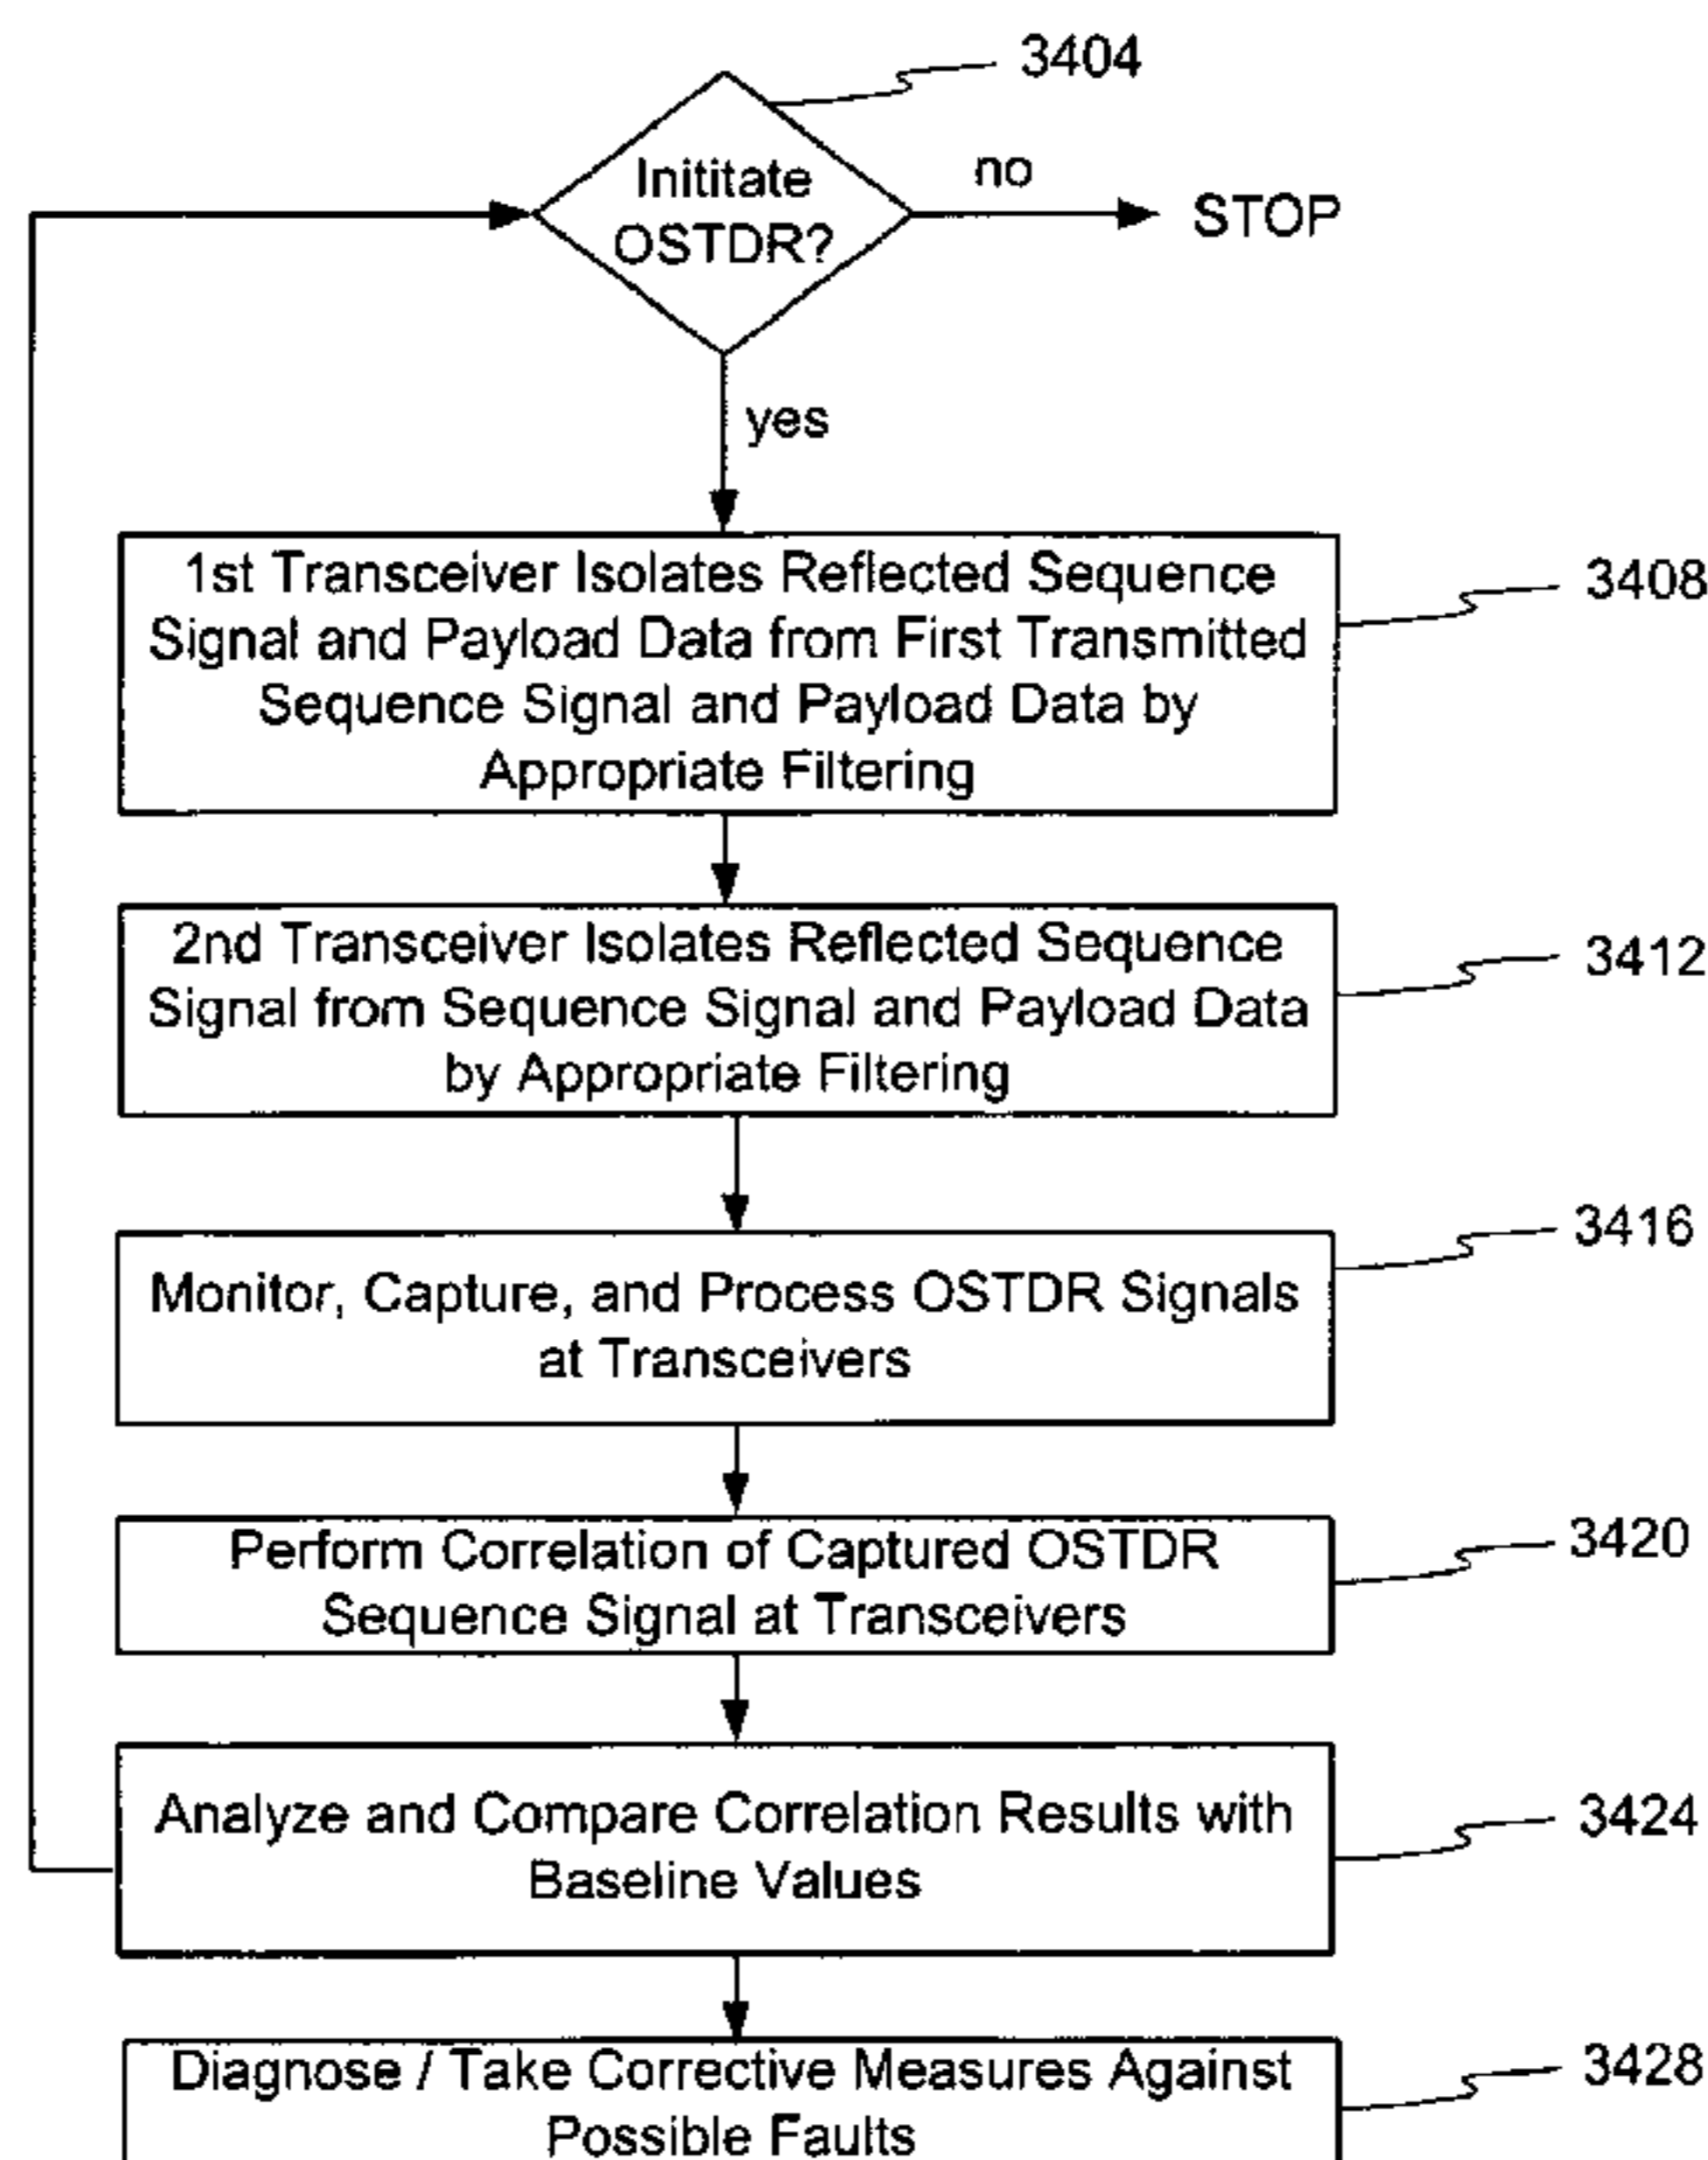 3404
Inititate
OSTDR?
no
STOP
yes
1st Transceiver Isolates Reflected Sequence
Signal and Payload Data from First Transmitted
Sequence Signal and Payload Data by
Appropriate Filtering
3408
2nd Transceiver Isolates Reflected Sequence
Signal from Sequence Signal and Payload Data
by Appropriate Filtering
3412
Monitor, Capture, and Process OSTDR Signals
at Transceivers
3416
Perform Correlation of Captured OSTDR
Sequence Signal at Transceivers
3420
Analyze and Compare Correlation Results with
Baseline Values
3424
Diagnose / Take Corrective Measures Against
Possible Faults
3428